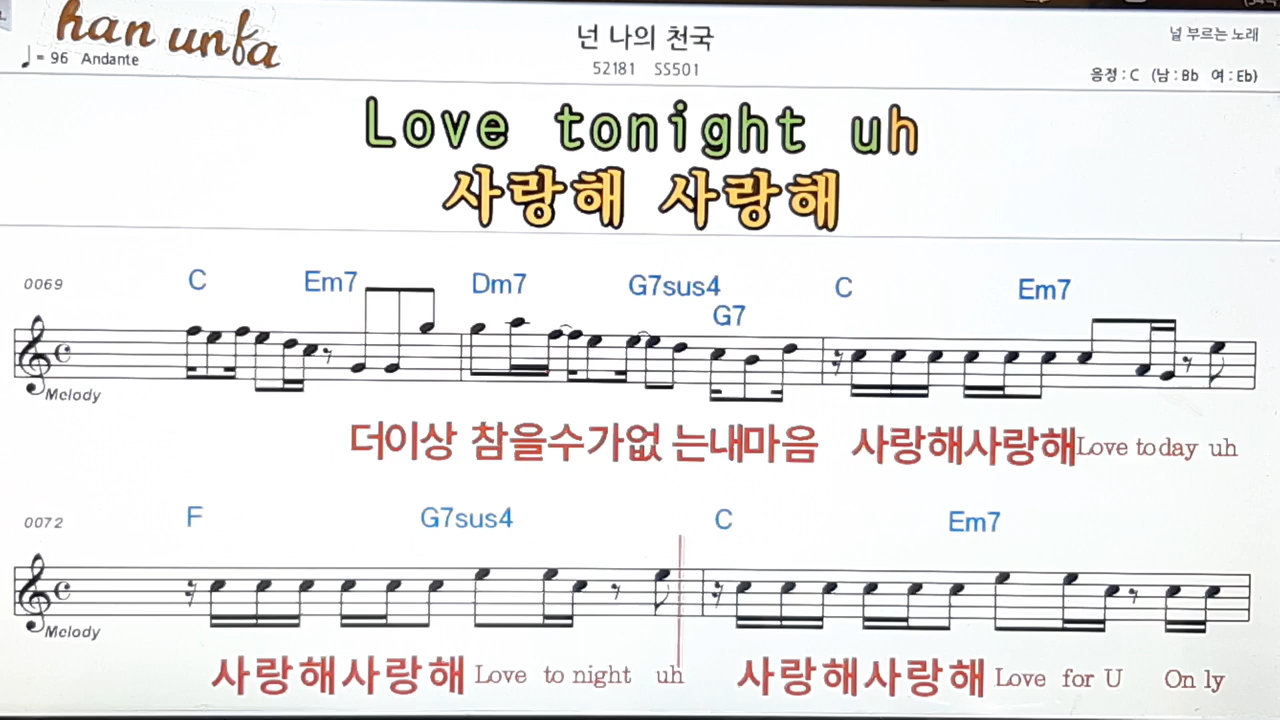 han unfa
♩= 96 Andante
넌 나의 천국
52181 SS501
널 부르는 노래
음정 : C (남 : Bb 여 : Eb)
Love tonight uh
사랑해 사랑해
0069 C Em7 Dm7 G7sus4 G7 C Em7
Melody
더이상 참을수가없 는내마음 사랑해사랑해Love today uh
0072 F G7sus4 C Em7
Melody
사랑해사랑해 Love to night uh 사랑해사랑해 Love for U On ly